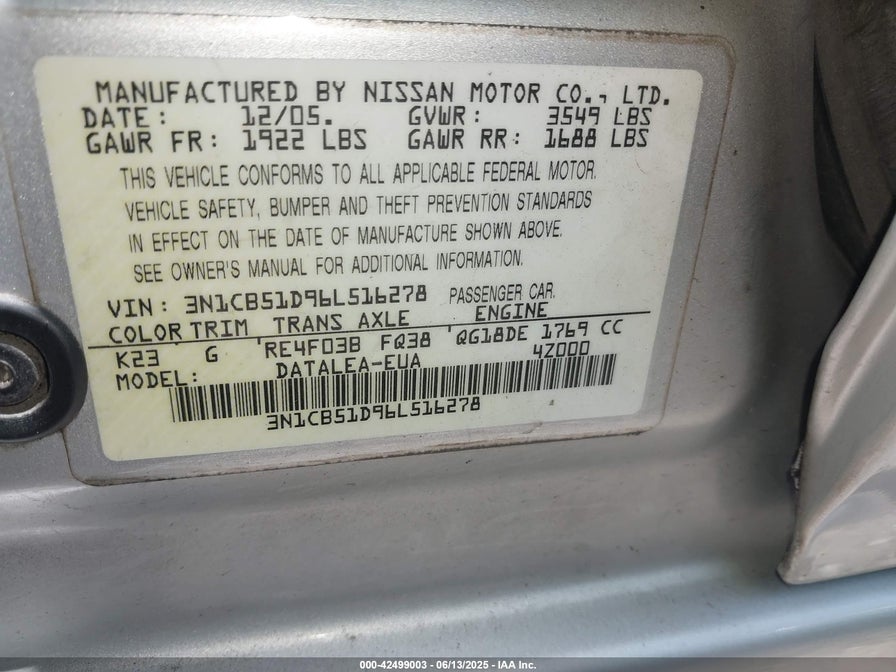 MANUFACTURED BY NISSAN MOTOR CO., LTD.
DATE: 12/05. GVWR: 3549 LBS
GAWR FR: 1922 LBS GAWR RR: 1688 LBS
THIS VEHICLE CONFORMS TO ALL APPLICABLE FEDERAL MOTOR.
VEHICLE SAFETY, BUMPER AND THEFT PREVENTION STANDARDS
IN EFFECT ON THE DATE OF MANUFACTURE SHOWN ABOVE.
SEE OWNER'S MANUAL FOR ADDITIONAL INFORMATION.
VIN: 3N1CB51D96L516278 PASSENGER CAR.
COLOR TRIM TRANS AXLE ENGINE
K23 G RE4F03B FQ38 QG18DE 1769 CC
MODEL: DATALEA-EUA 4Z000
3N1CB51D96L516278
000-42499003 - 06/13/2025 - IAA Inc.